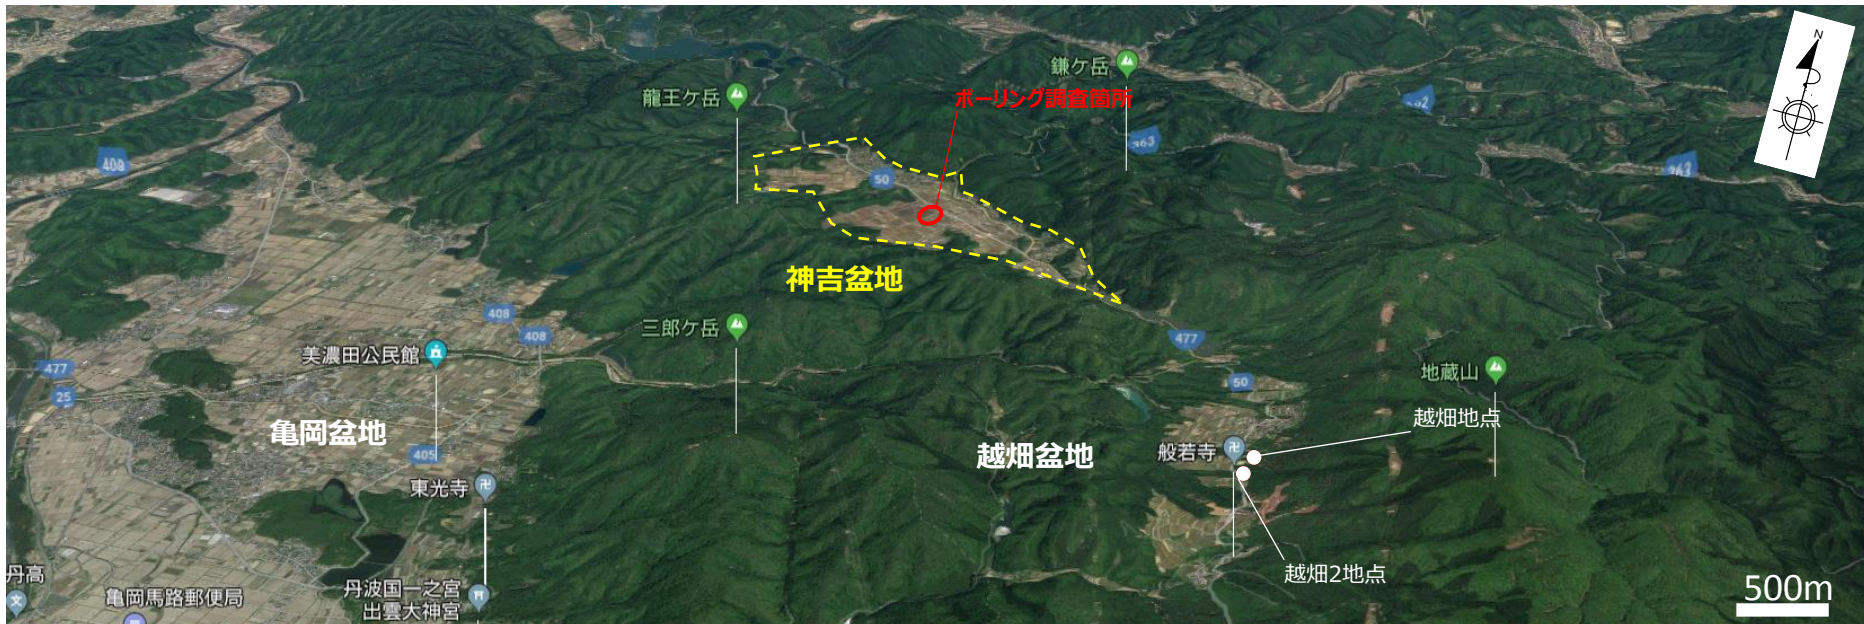 N
鎌ケ岳
龍王ケ岳
ボーリング調査箇所
363
408
363
50
神吉盆地
408
三郎ケ岳
408
477
美濃田公民館
477
地蔵山
50
25
越畑地点
亀岡盆地
越畑盆地
般若寺
405
東光寺
越畑2地点
丹高
丹波国一之宮
出雲大神宮
亀岡馬路郵便局
500m